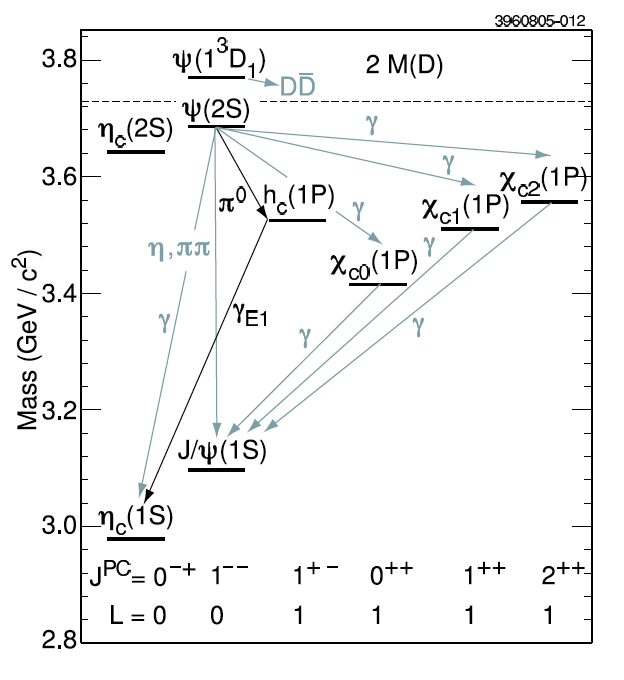 3960805-012
3.8
ψ(1³D₁)
2 M(D)
DD̅
ψ(2S)
η_c(2S)
γ
3.6
γ
χ_c2(1P)
π⁰
h_c(1P)
χ_c1(1P)
γ
η,ππ
γ
χ_c0(1P)
3.4
Mass (GeV / c²)
γ_E1
γ
γ
γ
3.2
J/ψ(1S)
η_c(1S)
3.0
J^PC = 0⁻⁺ 1⁻⁻ 1⁺⁻ 0⁺⁺ 1⁺⁺ 2⁺⁺
L = 0 0 1 1 1 1
2.8